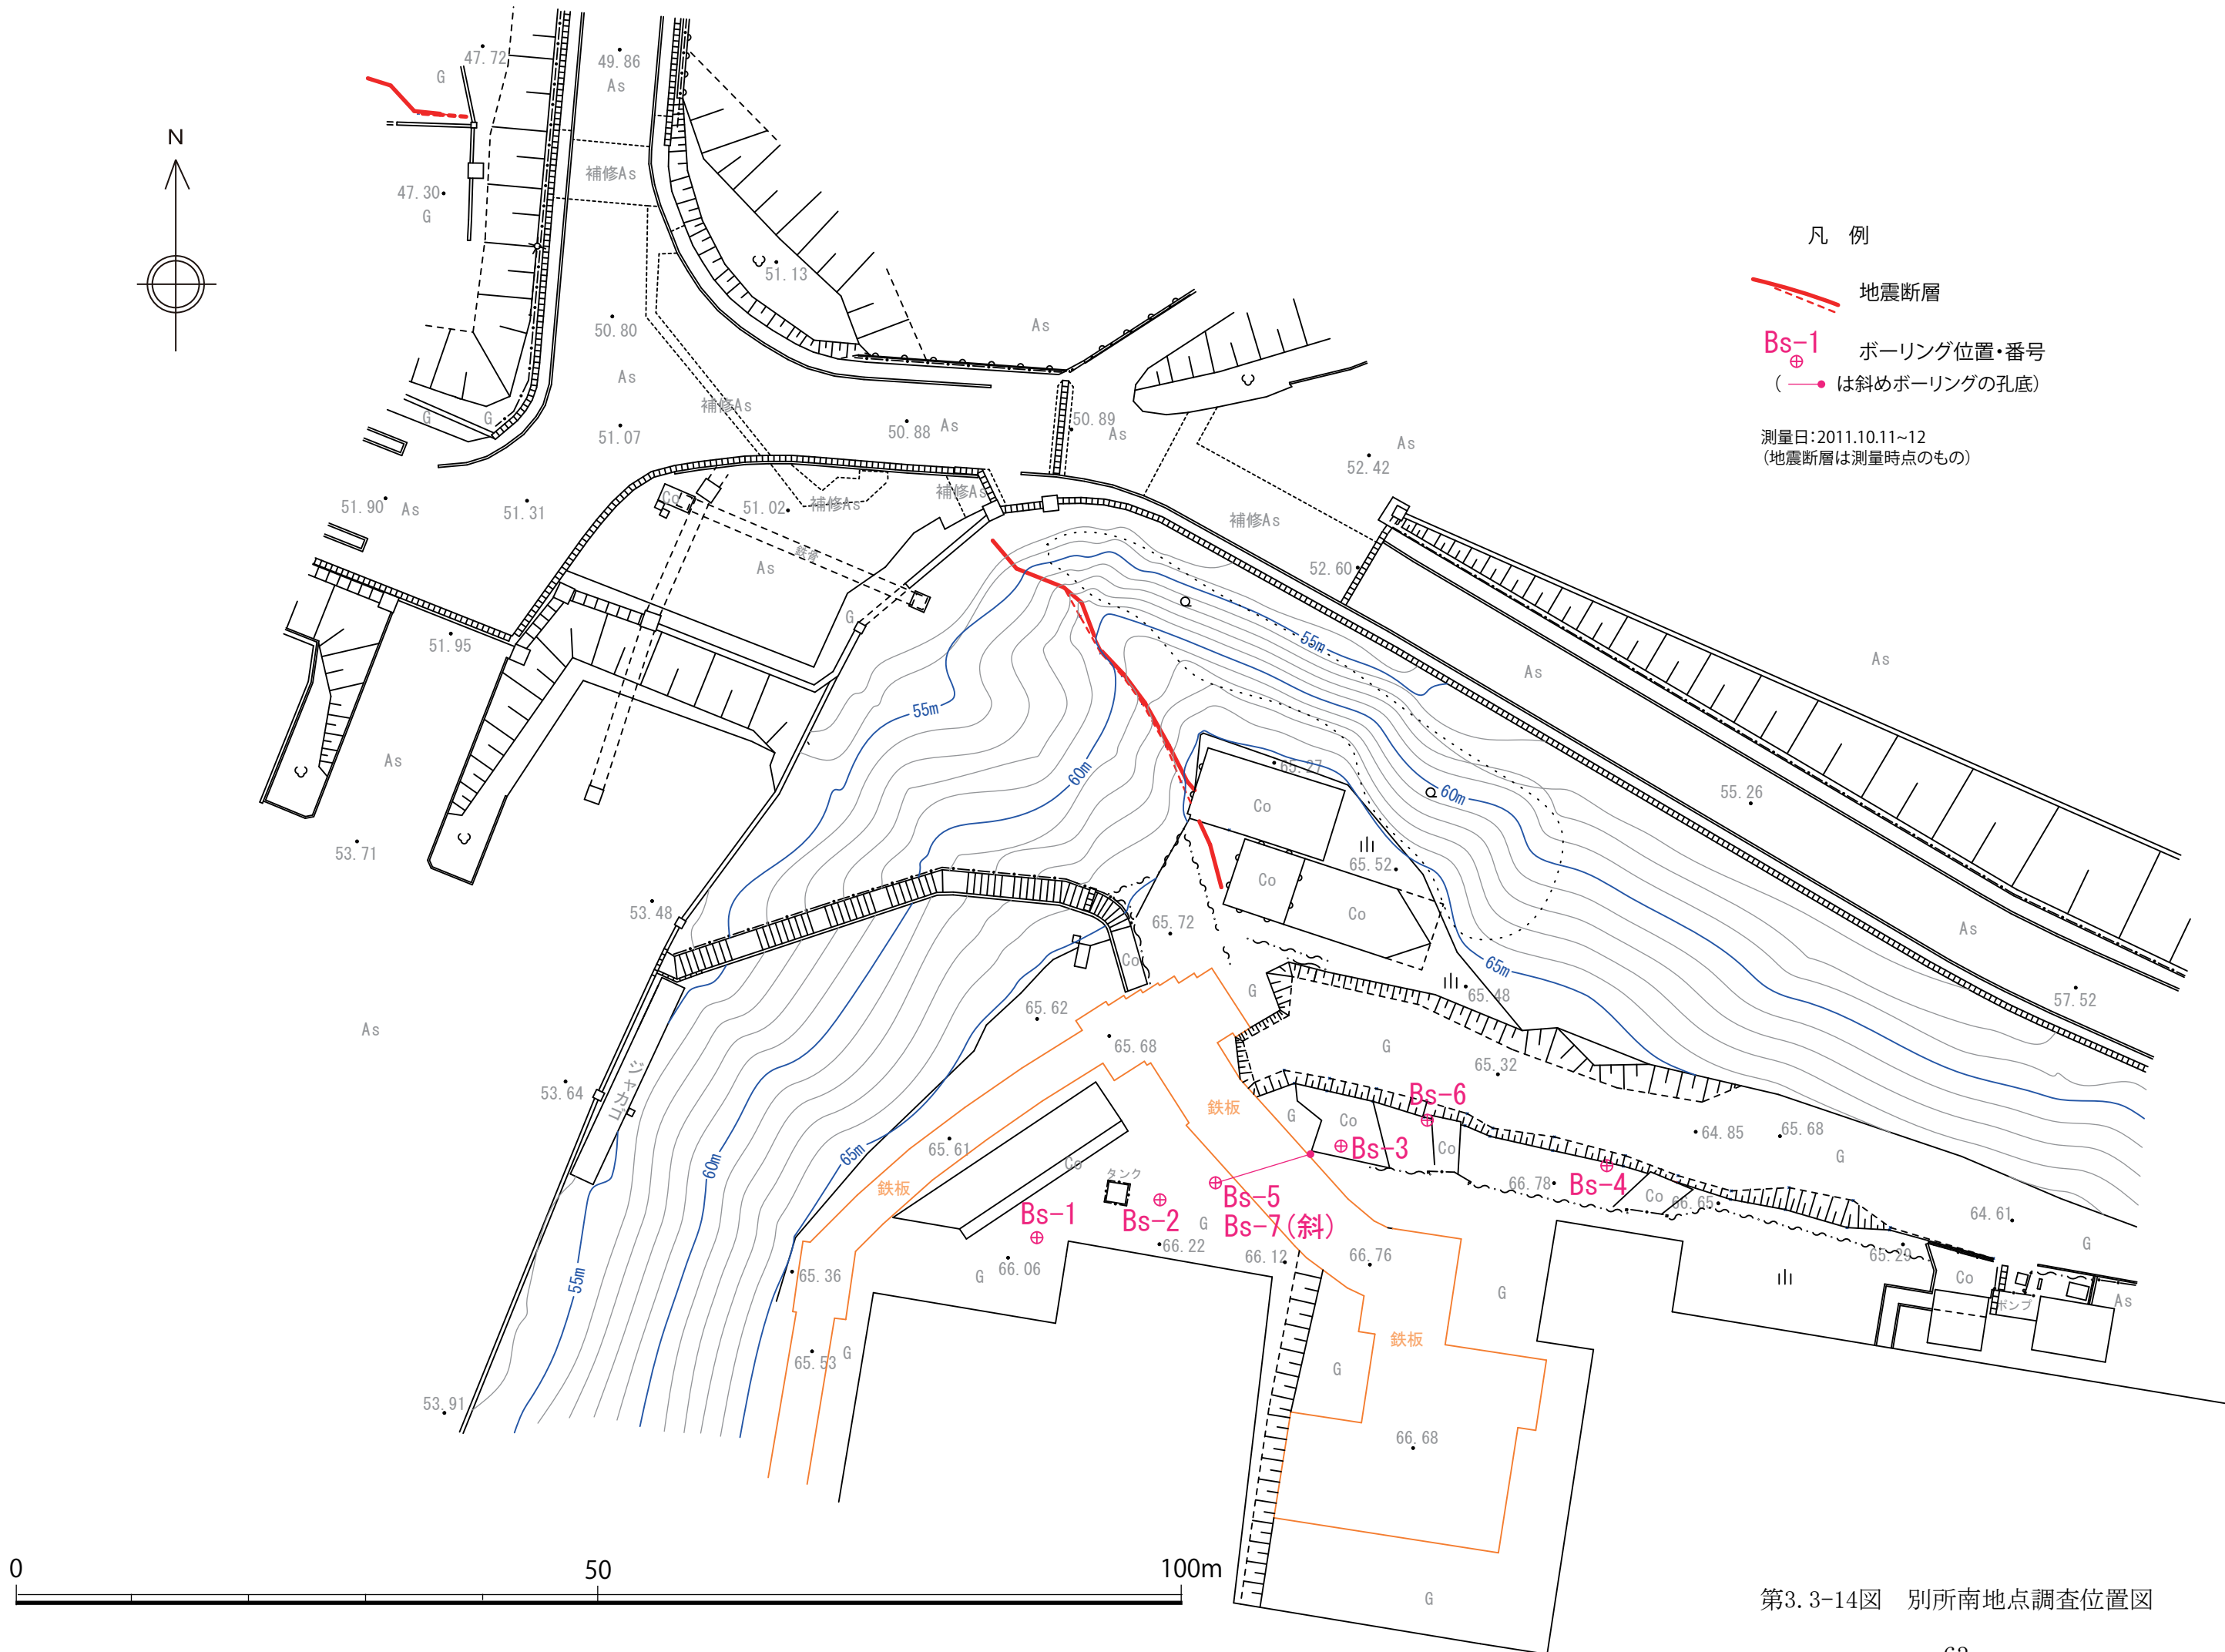 47.72
49.86
G
As
N
補修As
47.30
G
51.13
凡 例
地震断層
50.80
As
Bs-1
ボーリング位置・番号
(
は斜めボーリングの孔底)
As
測量日:2011.10.11~12
(地震断層は測量時点のもの)
補修As
G
G
51.07
50.88
As
50.89
As
As
52.42
Co
51.02
補修As
補修As
51.90
As
51.31
補修As
As
52.60
G
51.95
55m
As
As
55m
As
60m
65.27
Co
60m
55.26
53.71
65.52
Co
Co
53.48
65.72
As
Co
65m
65.48
57.52
G
65.62
As
65.68
G
65.32
ジャカゴ
53.64
鉄板
Bs-6
G
Co
Bs-3
Co
64.85
65.68
G
65.61
65m
Co
タンク
60m
鉄板
66.78
Bs-4
Co
66.65
Bs-5
Bs-7(斜)
Bs-1
Bs-2
G
64.61
66.22
66.12
66.76
65.29
G
65.36
G
66.06
55m
G
Co
ポンプ
As
鉄板
65.53
G
G
53.91
66.68
0
50
100m
G
第3.3-14図 別所南地点調査位置図